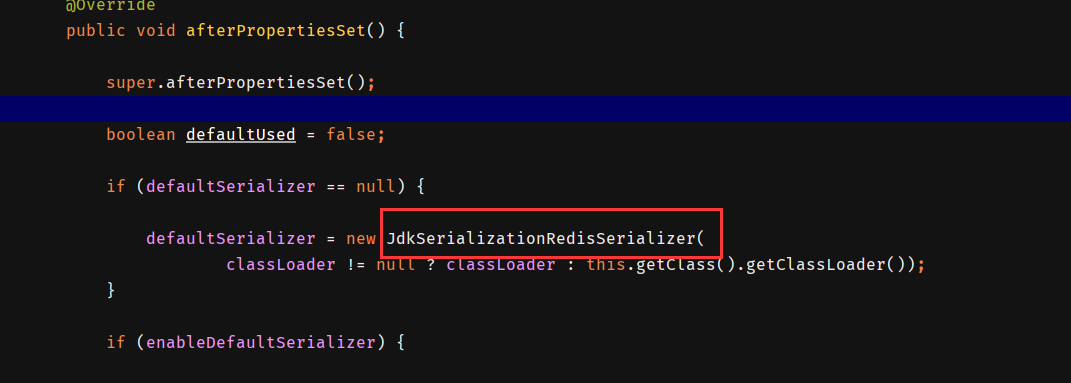 @Override
public void afterPropertiesSet() {
super.afterPropertiesSet();
boolean defaultUsed = false;
if (defaultSerializer == null) {
defaultSerializer = new JdkSerializationRedisSerializer(
classLoader != null ? classLoader : this.getClass().getClassLoader());
}
if (enableDefaultSerializer) {